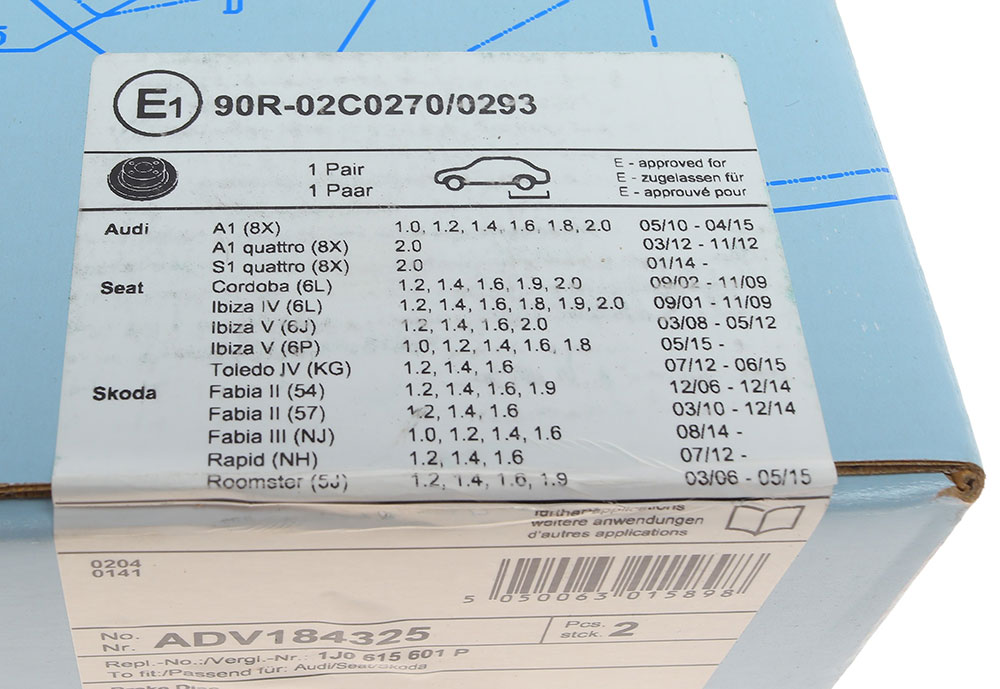 D
5
E1 90R-02C0270/0293
1 Pair
1 Paar
E - approved for
E - zugelassen für
E - approuvé pour
Audi A1 (8X) 1.0, 1.2, 1.4, 1.6, 1.8, 2.0 05/10 - 04/15
A1 quattro (8X) 2.0 03/12 - 11/12
S1 quattro (8X) 2.0 01/14 -
Seat Cordoba (6L) 1.2, 1.4, 1.6, 1.9, 2.0 09/02 - 11/09
Ibiza IV (6L) 1.2, 1.4, 1.6, 1.8, 1.9, 2.0 09/01 - 11/09
Ibiza V (6J) 1.2, 1.4, 1.6, 2.0 03/08 - 05/12
Ibiza V (6P) 1.0, 1.2, 1.4, 1.6, 1.8 05/15 -
Toledo IV (KG) 1.2, 1.4, 1.6 07/12 - 06/15
Skoda Fabia II (54) 1.2, 1.4, 1.6, 1.9 12/06 - 12/14
Fabia II (57) 1.2, 1.4, 1.6 03/10 - 12/14
Fabia III (NJ) 1.0, 1.2, 1.4, 1.6 08/14 -
Rapid (NH) 1.2, 1.4, 1.6 07/12 -
Roomster (5J) 1.2, 1.4, 1.6, 1.9 03/06 - 05/15
further applications
weitere anwendungen
d'autres applications
0204
0141
5 050063 015898
No.
Nr. ADV184325
Pcs.
stck. 2
Repl.-No.:/Vergl.-Nr.: 1J0 615 601 P
To fit:/Passend für: Audi/Seat/Skoda
Brake Disc